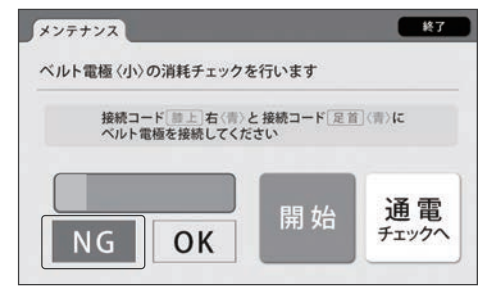 メンテナンス
終了
ベルト電極〈小〉の消耗チェックを行います
接続コード 膝上 右〈青〉と接続コード 足首〈青〉に
ベルト電極を接続してください
NG
OK
開始
通電
チェックへ